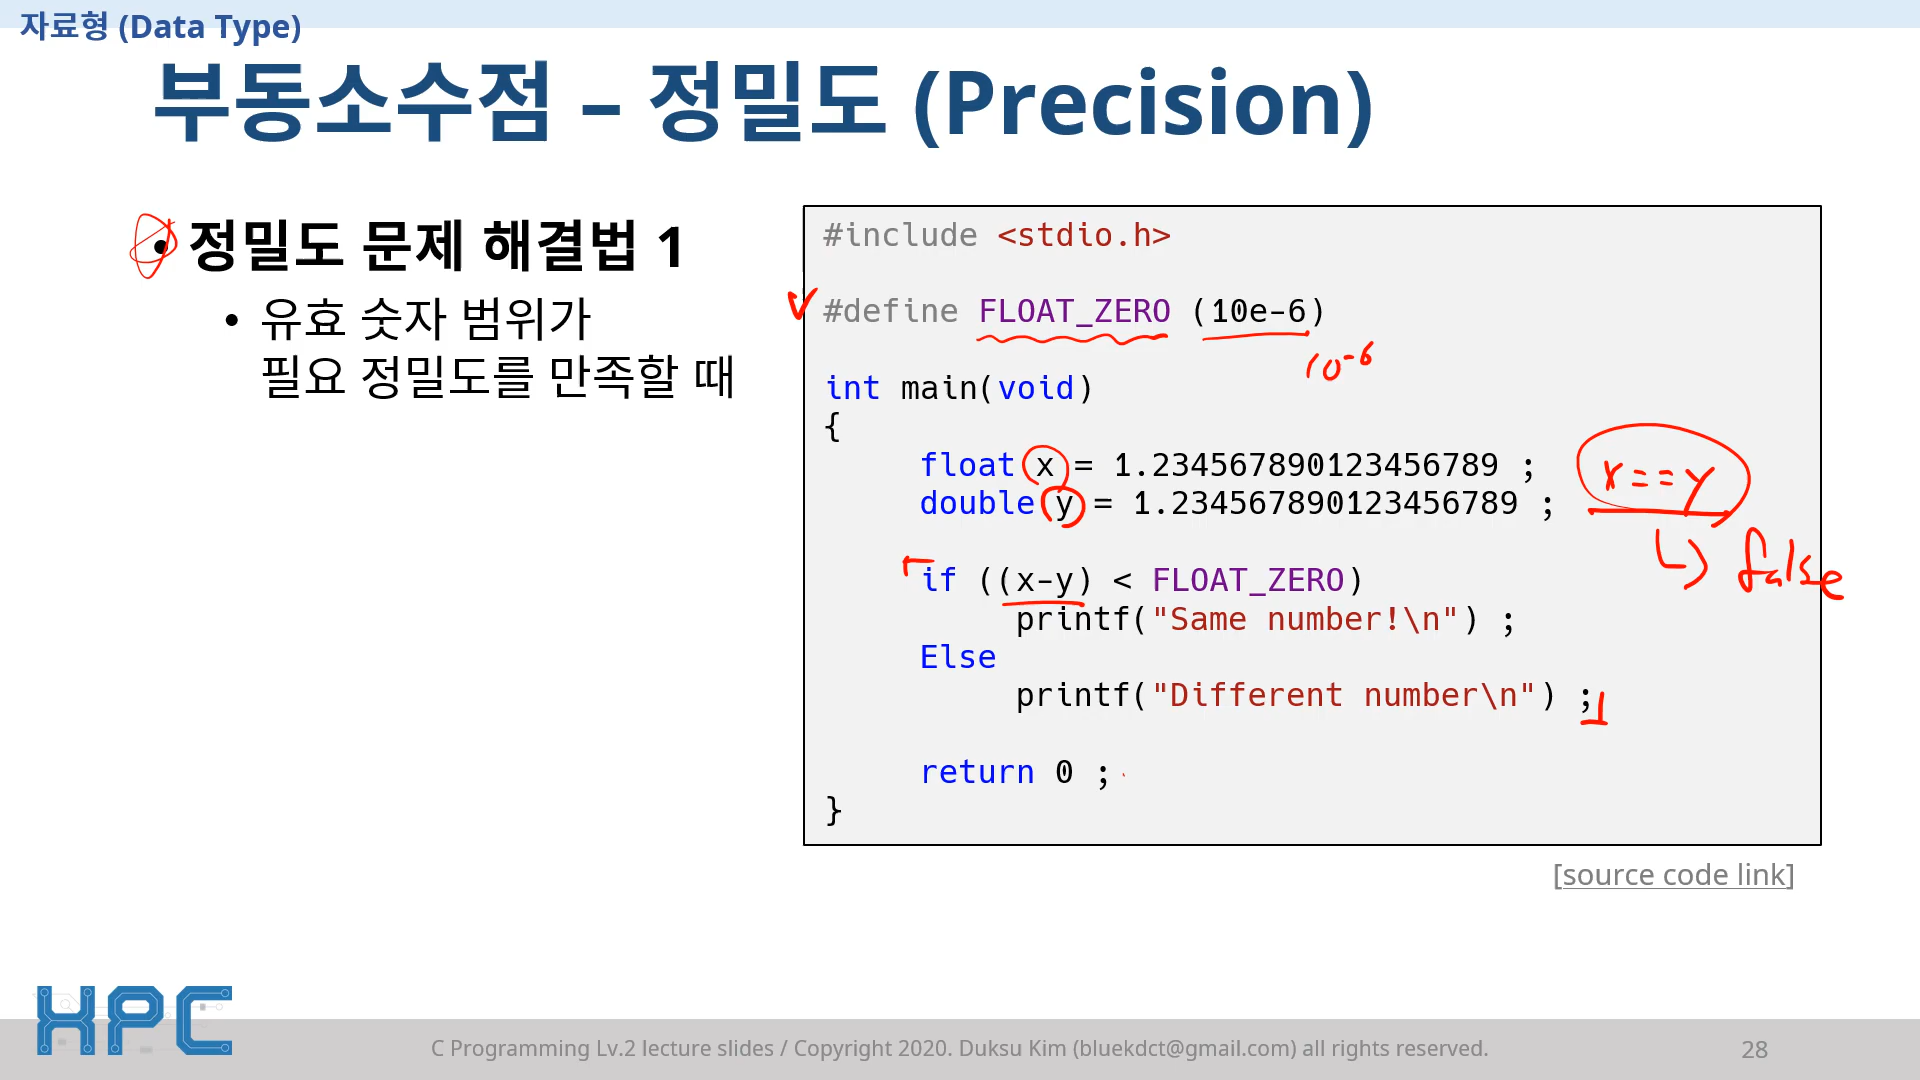 자료형 (Data Type)
부동소수점 – 정밀도 (Precision)
• 정밀도 문제 해결법 1
• 유효 숫자 범위가
필요 정밀도를 만족할 때
#include <stdio.h>
#define FLOAT_ZERO (10e-6)
10-6
int main(void)
{
float x = 1.234567890123456789 ;
double y = 1.234567890123456789 ;
x==y
false
if ((x-y) < FLOAT_ZERO)
printf("Same number!\n") ;
Else
printf("Different number\n") ;
return 0 ;
}
[source code link]
HPC
C Programming Lv.2 lecture slides / Copyright 2020. Duksu Kim (bluekdct@gmail.com) all rights reserved.
28